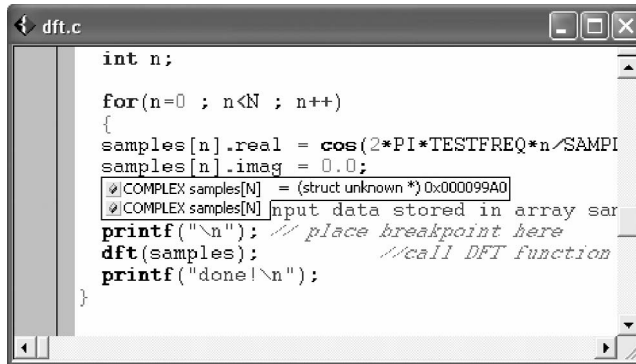 dft.c
int n;
for(n=0 ; n<N ; n++)
{
samples[n].real = cos(2*PI*TESTFREQ*n/SAMPL
samples[n].imag = 0.0;
COMPLEX samples[N] = (struct unknown *) 0x000099A0
COMPLEX samples[N] nput data stored in array sam
printf("\n"); // place breakpoint here
dft(samples); //call DFT function
printf("done!\n");
}